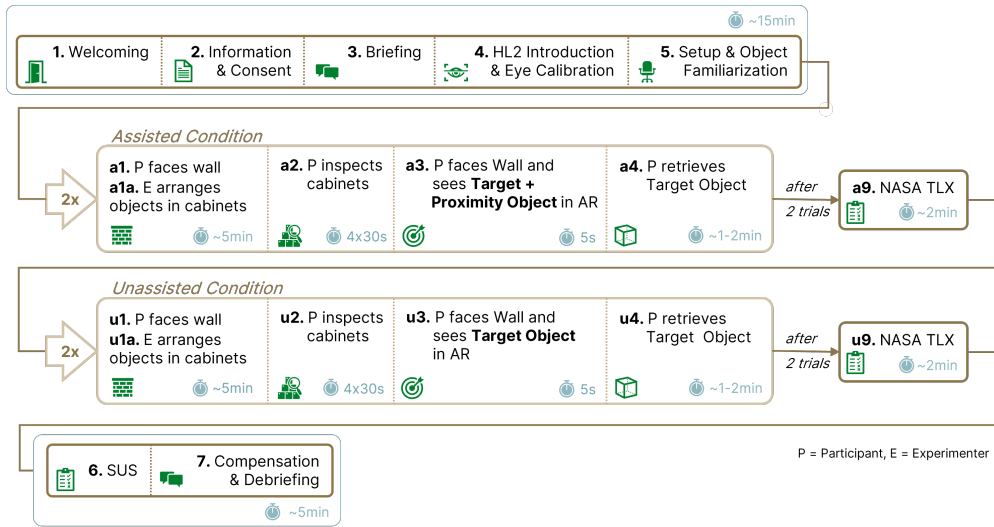 ~15min
1. Welcoming
2. Information
& Consent
3. Briefing
4. HL2 Introduction
& Eye Calibration
5. Setup & Object
Familiarization
Assisted Condition
2x
a1. P faces wall
a1a. E arranges
objects in cabinets
~5min
a2. P inspects
cabinets
4x30s
a3. P faces Wall and
sees Target +
Proximity Object in AR
5s
a4. P retrieves
Target Object
~1-2min
after
2 trials
a9. NASA TLX
~2min
Unassisted Condition
2x
u1. P faces wall
u1a. E arranges
objects in cabinets
~5min
u2. P inspects
cabinets
4x30s
u3. P faces Wall and
sees Target Object
in AR
5s
u4. P retrieves
Target Object
~1-2min
after
2 trials
u9. NASA TLX
~2min
6. SUS
7. Compensation
& Debriefing
~5min
P = Participant, E = Experimenter